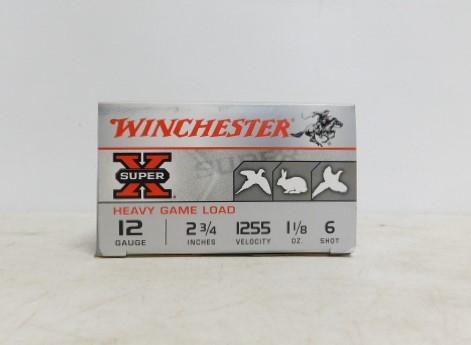 WINCHESTER
SUPER X
SUPER X
HEAVY GAME LOAD
12 2 3/4 1255 1 1/8 6
GAUGE INCHES VELOCITY OZ. SHOT